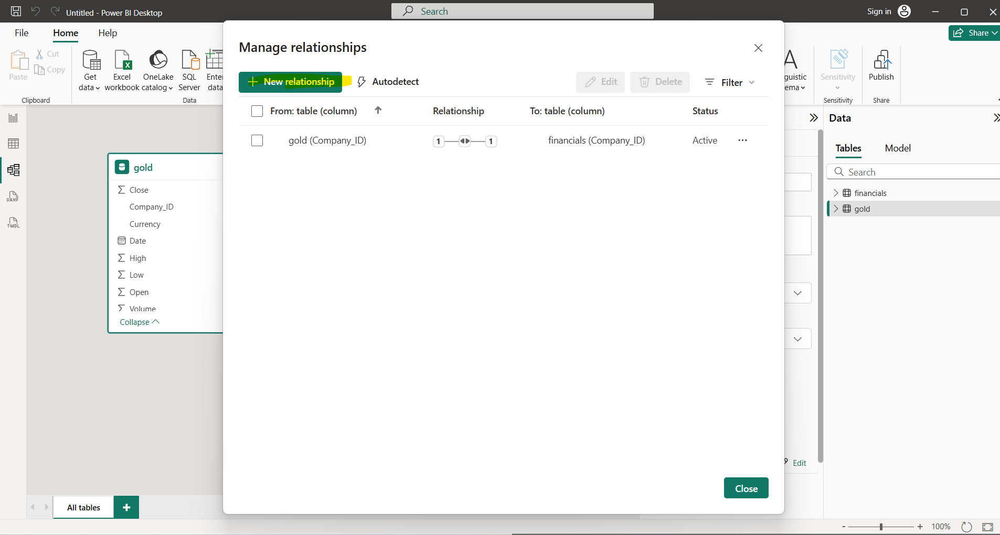 Untitled - Power BI Desktop
Search
Sign in
File
Home
Help
Share
Paste
Cut
Copy
Clipboard
Get data
Excel workbook
OneLake catalog
SQL Server
Enter data
Data
Sensitivity
Sensitivity
Publish
Share
Manage relationships
New relationship
Autodetect
Edit
Delete
Filter
From: table (column)
Relationship
To: table (column)
Status
gold (Company_ID)
1
1
financials (Company_ID)
Active
...
Close
gold
Close
Company_ID
Currency
Date
High
Low
Open
Volume
Collapse
DAX
TMDL
Edit
Data
Tables
Model
Search
financials
gold
All tables
+
-
+
100%